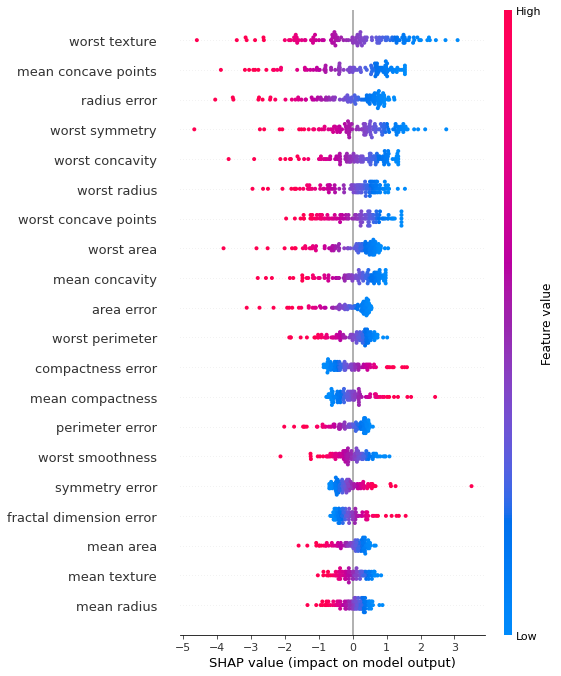 High
worst texture
mean concave points
radius error
worst symmetry
worst concavity
worst radius
worst concave points
worst area
mean concavity
area error
worst perimeter
compactness error
mean compactness
perimeter error
worst smoothness
symmetry error
fractal dimension error
mean area
mean texture
mean radius
Feature value
Low
−5 −4 −3 −2 −1 0 1 2 3
SHAP value (impact on model output)